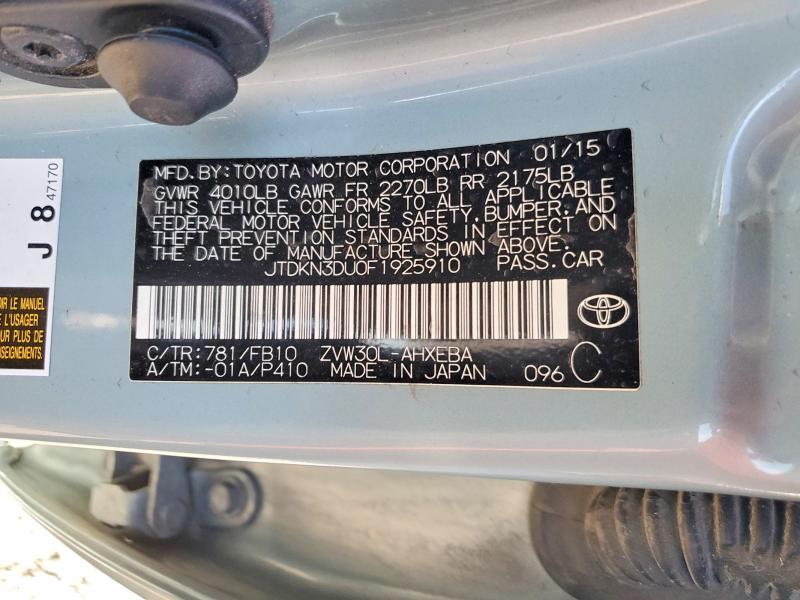 MFD.BY:TOYOTA MOTOR CORPORATION 01/15
GVWR 4010LB GAWR FR 2270LB RR 2175LB
THIS VEHICLE CONFORMS TO ALL APPLICABLE
FEDERAL MOTOR VEHICLE SAFETY,BUMPER,AND
THEFT PREVENTION STANDARDS IN EFFECT ON
THE DATE OF MANUFACTURE SHOWN ABOVE.
JTDKN3DU0F1925910 PASS.CAR
C/TR:781/FB10 ZVW30L-AHXEBA
A/TM:-01A/P410 MADE IN JAPAN 096 C
J 8 47170
OIR LE MANUEL
E L'USAGER
OUR PLUS
SEIGNEMENTS.